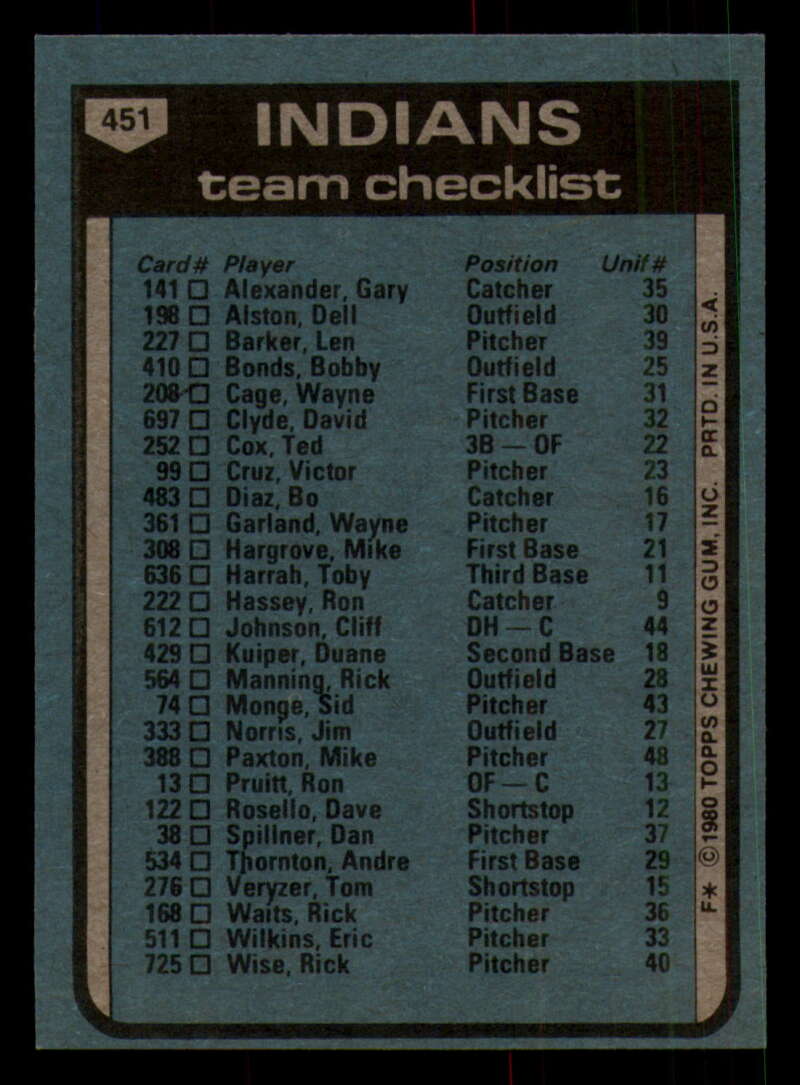 451
INDIANS
team checklist
Card# Player Position Unif#
141 □ Alexander, Gary Catcher 35
198 □ Alston, Dell Outfield 30
227 □ Barker, Len Pitcher 39
410 □ Bonds, Bobby Outfield 25
208 □ Cage, Wayne First Base 31
697 □ Clyde, David Pitcher 32
252 □ Cox, Ted 3B — OF 22
99 □ Cruz, Victor Pitcher 23
483 □ Diaz, Bo Catcher 16
361 □ Garland, Wayne Pitcher 17
308 □ Hargrove, Mike First Base 21
636 □ Harrah, Toby Third Base 11
222 □ Hassey, Ron Catcher 9
612 □ Johnson, Cliff DH — C 44
429 □ Kuiper, Duane Second Base 18
564 □ Manning, Rick Outfield 28
74 □ Monge, Sid Pitcher 43
333 □ Norris, Jim Outfield 27
388 □ Paxton, Mike Pitcher 48
13 □ Pruitt, Ron OF — C 13
122 □ Rosello, Dave Shortstop 12
38 □ Spillner, Dan Pitcher 37
534 □ Thornton, Andre First Base 29
276 □ Veryzer, Tom Shortstop 15
168 □ Waits, Rick Pitcher 36
511 □ Wilkins, Eric Pitcher 33
725 □ Wise, Rick Pitcher 40
F* © 1980 TOPPS CHEWING GUM, INC. PRTD. IN U.S.A.